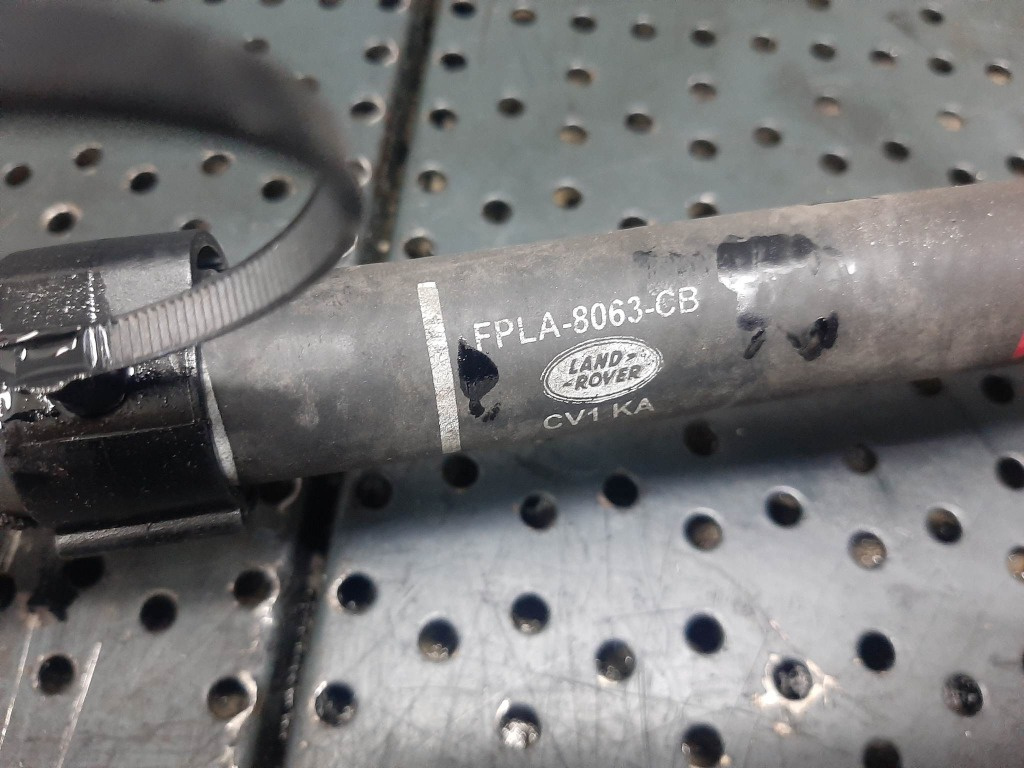 FPLA-8063-CB
LAND-
-ROVER
CV1 KA